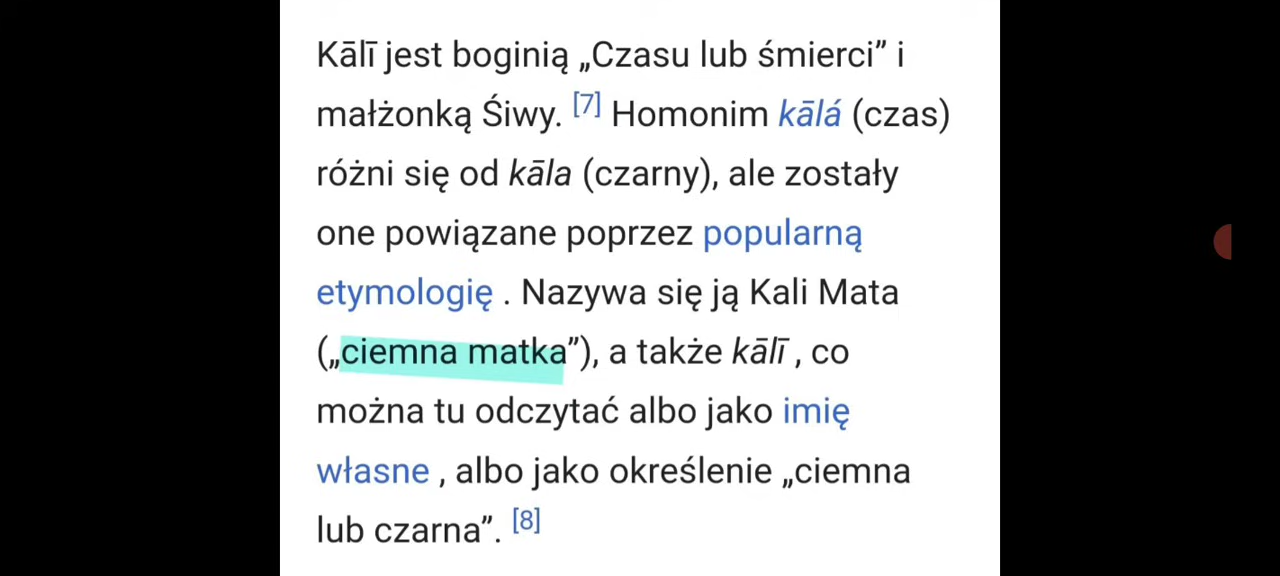 Kālī jest boginią „Czasu lub śmierci” i
małżonką Śiwy. [7] Homonim kālá (czas)
różni się od kāla (czarny), ale zostały
one powiązane poprzez popularną
etymologię . Nazywa się ją Kali Mata
(„ciemna matka”), a także kālī , co
można tu odczytać albo jako imię
własne , albo jako określenie „ciemna
lub czarna”. [8]